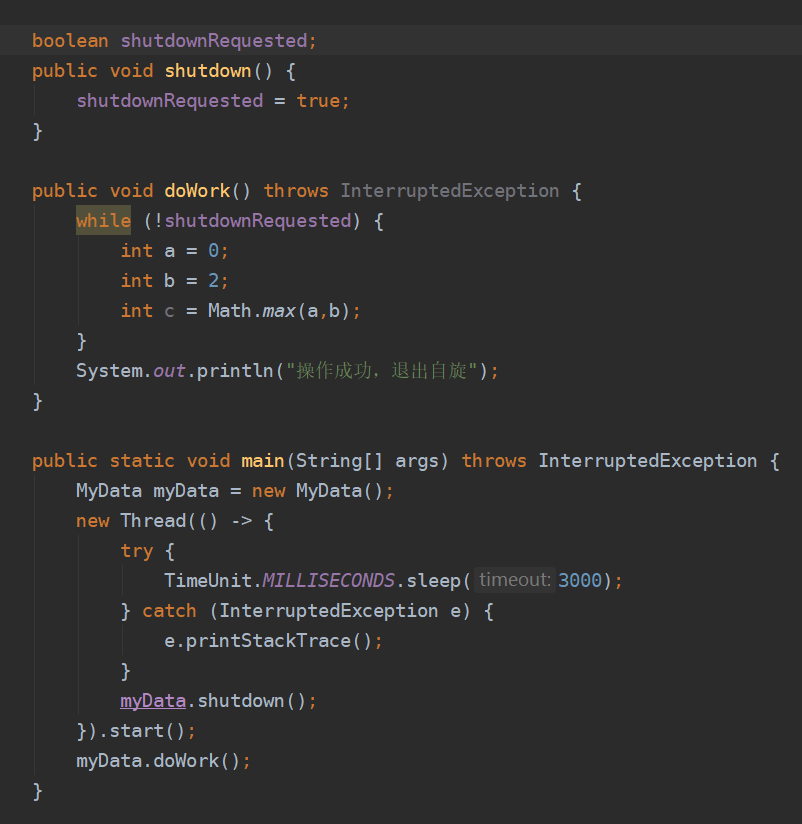 boolean shutdownRequested;
public void shutdown() {
    shutdownRequested = true;
}

public void doWork() throws InterruptedException {
    while (!shutdownRequested) {
        int a = 0;
        int b = 2;
        int c = Math.max(a,b);
    }
    System.out.println("操作成功，退出自旋");
}

public static void main(String[] args) throws InterruptedException {
    MyData myData = new MyData();
    new Thread(() -> {
        try {
            TimeUnit.MILLISECONDS.sleep( timeout: 3000);
        } catch (InterruptedException e) {
            e.printStackTrace();
        }
        myData.shutdown();
    }).start();
    myData.doWork();
}